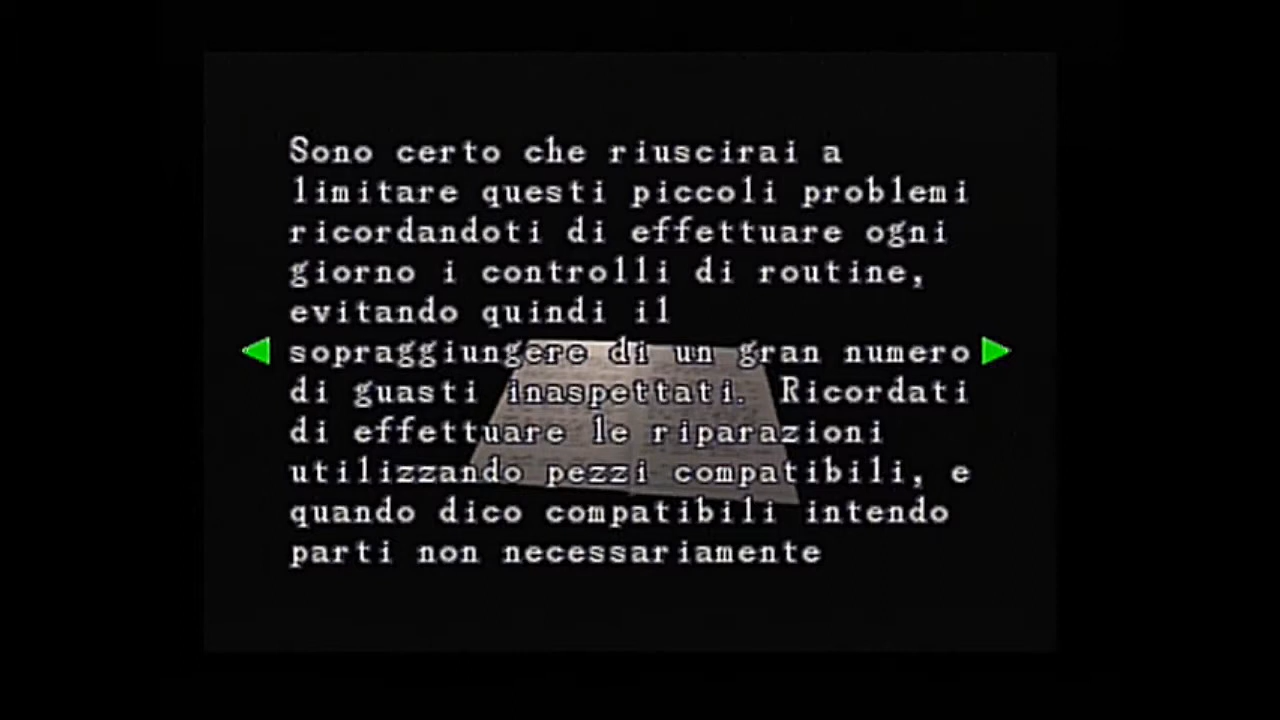 Sono certo che riuscirai a
limitare questi piccoli problemi
ricordandoti di effettuare ogni
giorno i controlli di routine,
evitando quindi il
sopraggiungere di un gran numero
di guasti inaspettati. Ricordati
di effettuare le riparazioni
utilizzando pezzi compatibili, e
quando dico compatibili intendo
parti non necessariamente